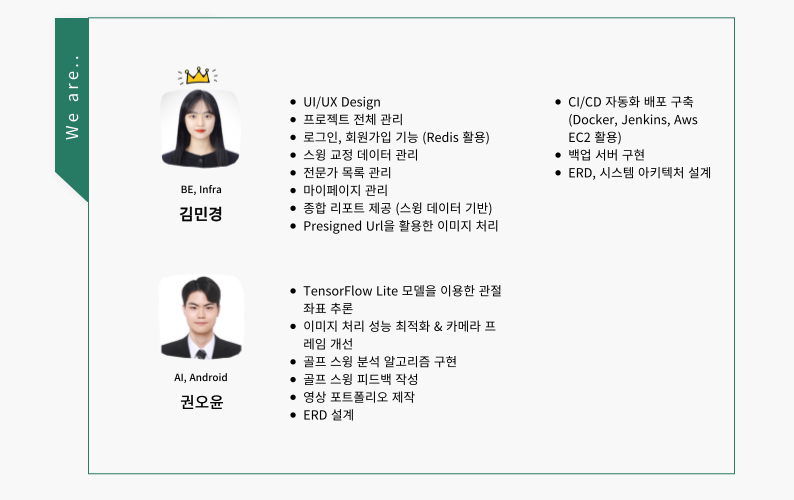 We are..
BE, Infra
김민경
• UI/UX Design
• 프로젝트 전체 관리
• 로그인, 회원가입 기능 (Redis 활용)
• 스윙 교정 데이터 관리
• 전문가 목록 관리
• 마이페이지 관리
• 종합 리포트 제공 (스윙 데이터 기반)
• Presigned Url을 활용한 이미지 처리
• CI/CD 자동화 배포 구축
(Docker, Jenkins, Aws
EC2 활용)
• 백업 서버 구현
• ERD, 시스템 아키텍처 설계
AI, Android
권오윤
• TensorFlow Lite 모델을 이용한 관절
좌표 추론
• 이미지 처리 성능 최적화 & 카메라 프
레임 개선
• 골프 스윙 분석 알고리즘 구현
• 골프 스윙 피드백 작성
• 영상 포트폴리오 제작
• ERD 설계